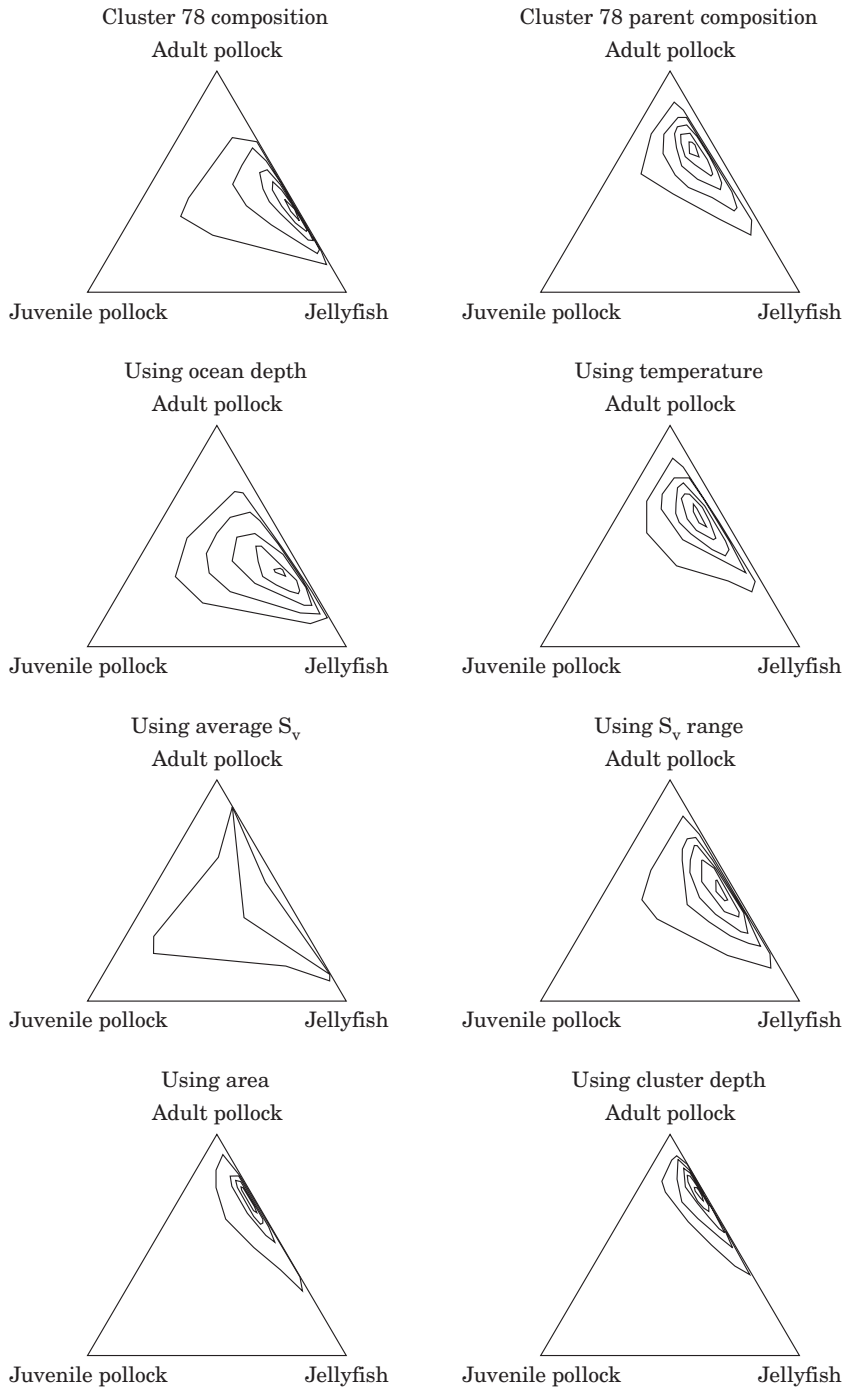 Cluster 78 composition
Adult pollock
Juvenile pollock
Jellyfish
Cluster 78 parent composition
Adult pollock
Juvenile pollock
Jellyfish
Using ocean depth
Adult pollock
Juvenile pollock
Jellyfish
Using temperature
Adult pollock
Juvenile pollock
Jellyfish
Using average Sv
Adult pollock
Juvenile pollock
Jellyfish
Using Sv range
Adult pollock
Juvenile pollock
Jellyfish
Using area
Adult pollock
Juvenile pollock
Jellyfish
Using cluster depth
Adult pollock
Juvenile pollock
Jellyfish